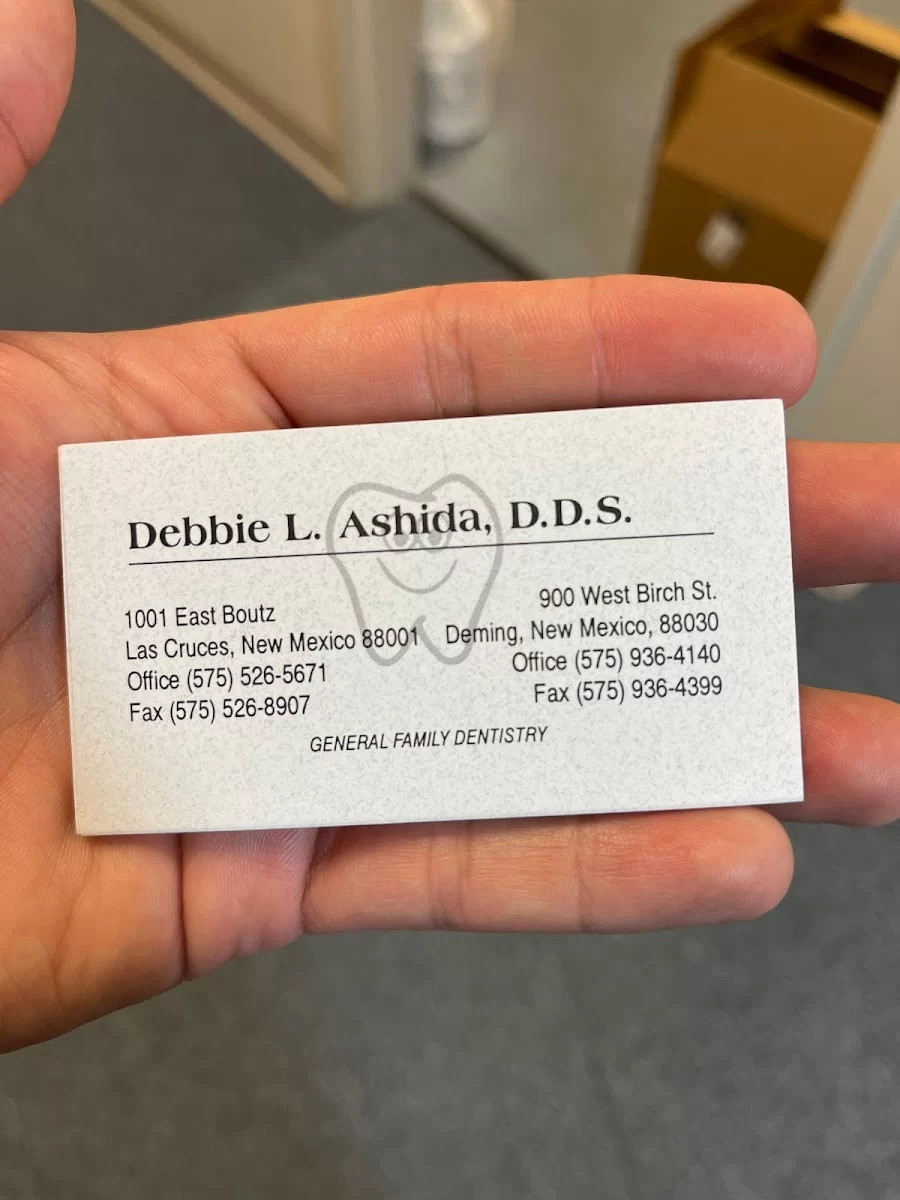 Debbie L. Ashida, D.D.S.
1001 East Boutz
Las Cruces, New Mexico 88001
Office (575) 526-5671
Fax (575) 526-8907
900 West Birch St.
Deming, New Mexico, 88030
Office (575) 936-4140
Fax (575) 936-4399
GENERAL FAMILY DENTISTRY